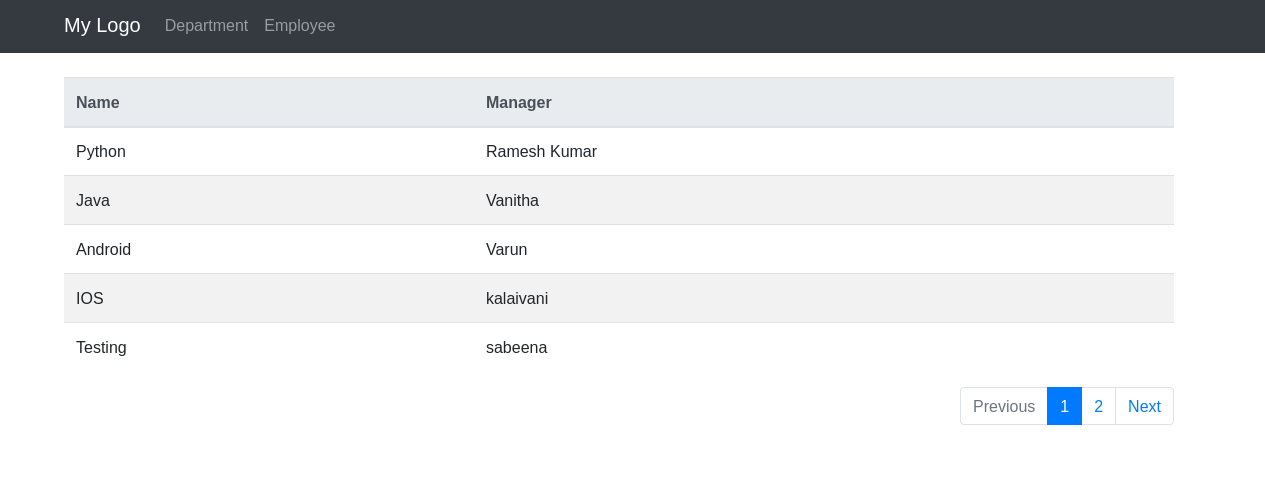 My Logo Department Employee
Name Manager
Python Ramesh Kumar
Java Vanitha
Android Varun
IOS kalaivani
Testing sabeena
Previous 1 2 Next